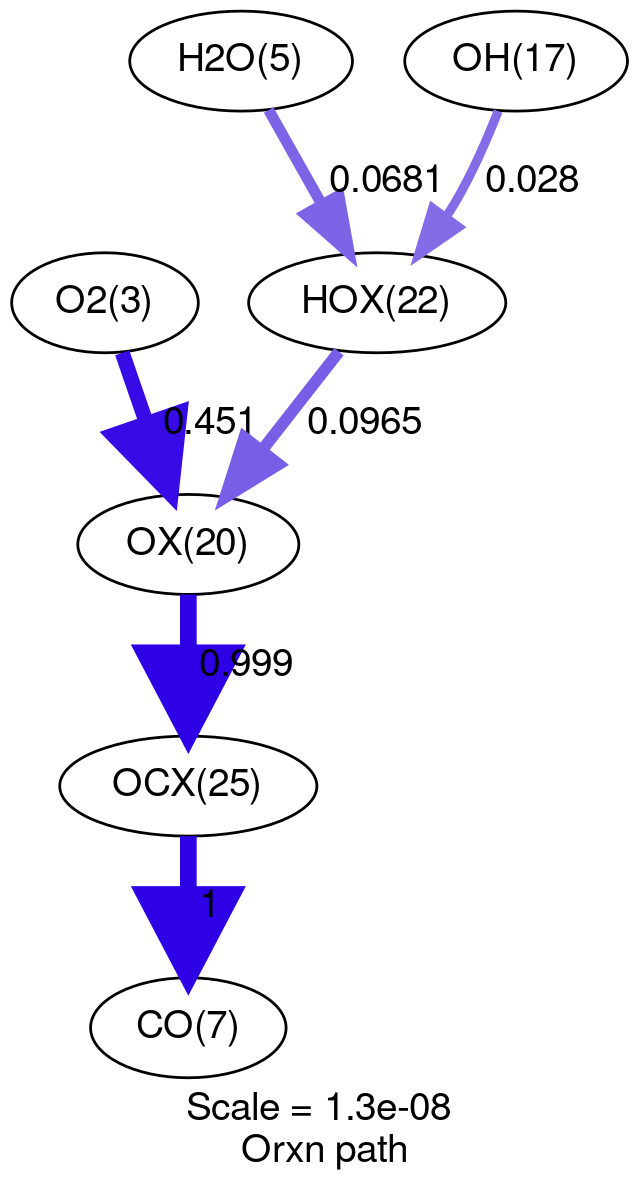 H2O(5)
OH(17)
0.0681
0.028
O2(3)
HOX(22)
0.451
0.0965
OX(20)
0.999
OCX(25)
1
CO(7)
Scale = 1.3e-08
Orxn path